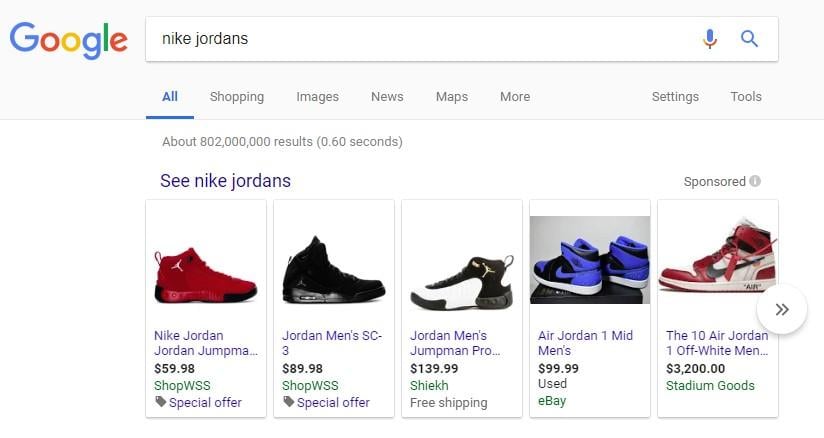 Google
nike jordans
All Shopping Images News Maps More Settings Tools
About 802,000,000 results (0.60 seconds)
See nike jordans
Sponsored
Nike Jordan
Jordan Jumpma...
$59.98
ShopWSS
Special offer
Jordan Men's SC-
3
$89.98
ShopWSS
Special offer
Jordan Men's
Jumpman Pro...
$139.99
Shiekh
Free shipping
Air Jordan 1 Mid
Men's
$99.99
Used
eBay
"AIR"
The 10 Air Jordan
1 Off-White Men...
$3,200.00
Stadium Goods